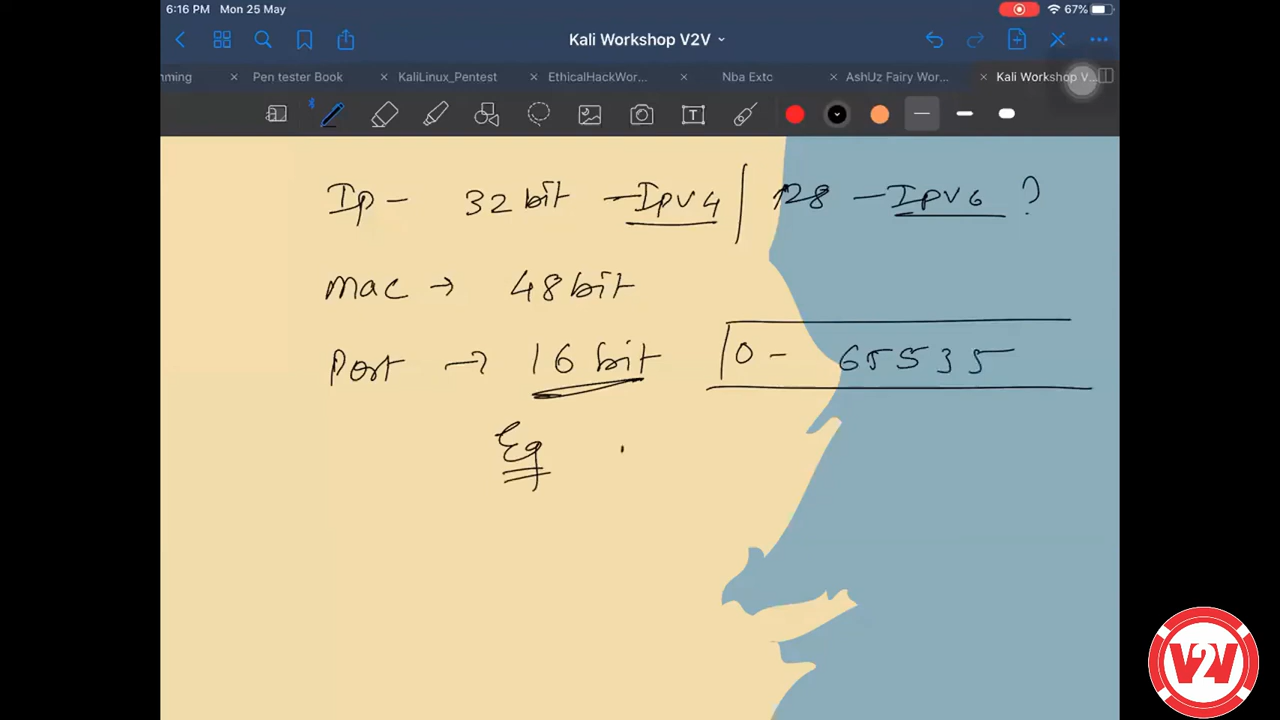 6:16 PM Mon 25 May 67%
Kali Workshop V2V
nming Pen tester Book KaliLinux_Pentest EthicalHackWor... Nba Extc AshUz Fairy Wor... Kali Workshop V...
T
Ip - 32 bit - IPV4 | 128 - IPV6 ?
Mac → 48 bit
Port → 16 bit 0 - 65535
Eg
V2V